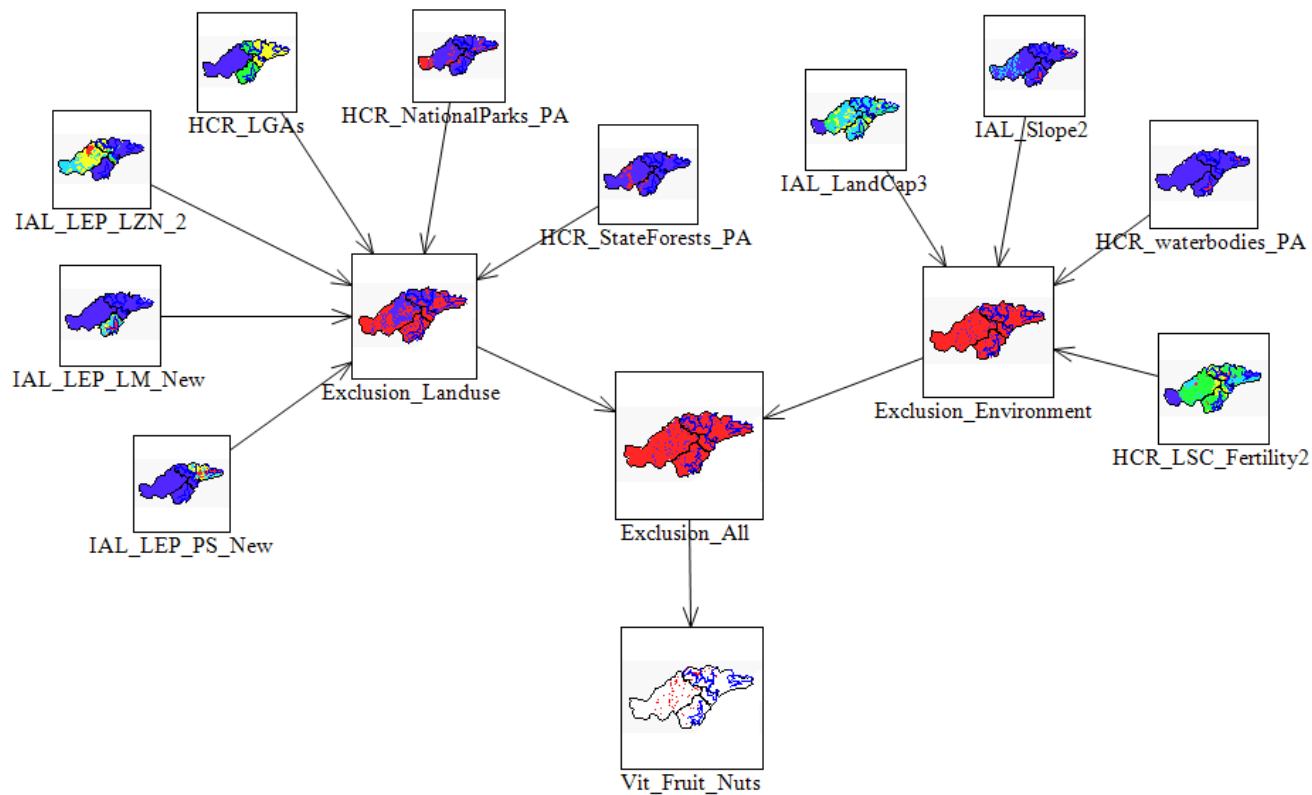 HCR_LGAs
HCR_NationalParks_PA
IAL_Slope2
IAL_LandCap3
IAL_LEP_LZN_2
HCR_StateForests_PA
HCR_waterbodies_PA
IAL_LEP_LM_New
Exclusion_Landuse
Exclusion_Environment
HCR_LSC_Fertility2
IAL_LEP_PS_New
Exclusion_All
Vit_Fruit_Nuts